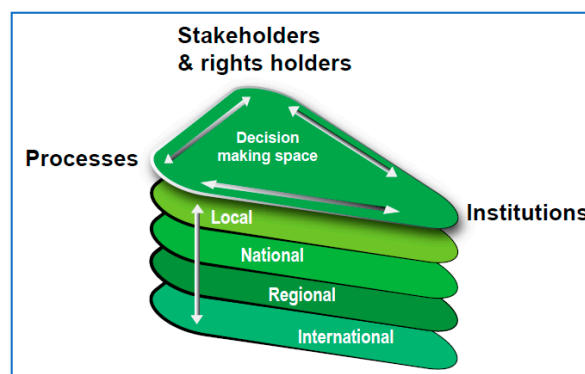 Stakeholders
& rights holders
Decision
making space
Processes
Institutions
Local
National
Regional
International